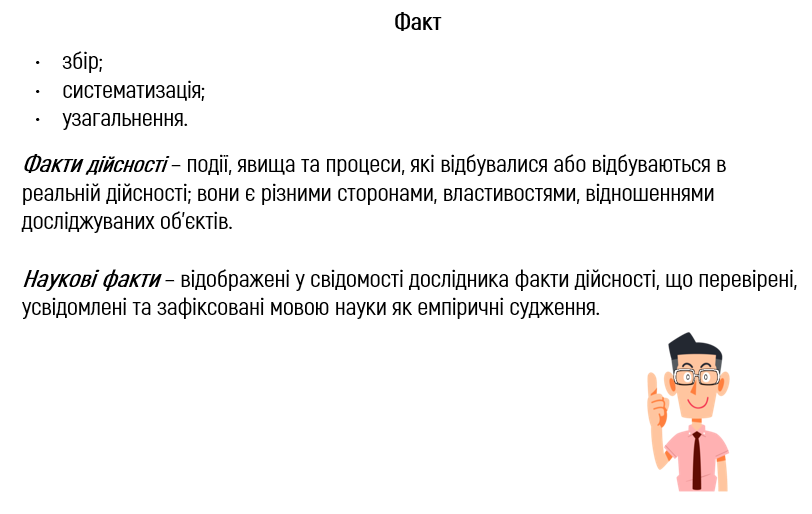 Факт
• збір;
• систематизація;
• узагальнення.
Факти дійсності – події, явища та процеси, які відбувалися або відбуваються в
реальній дійсності; вони є різними сторонами, властивостями, відношеннями
досліджуваних об’єктів.
Наукові факти – відображені у свідомості дослідника факти дійсності, що перевірені,
усвідомлені та зафіксовані мовою науки як емпіричні судження.